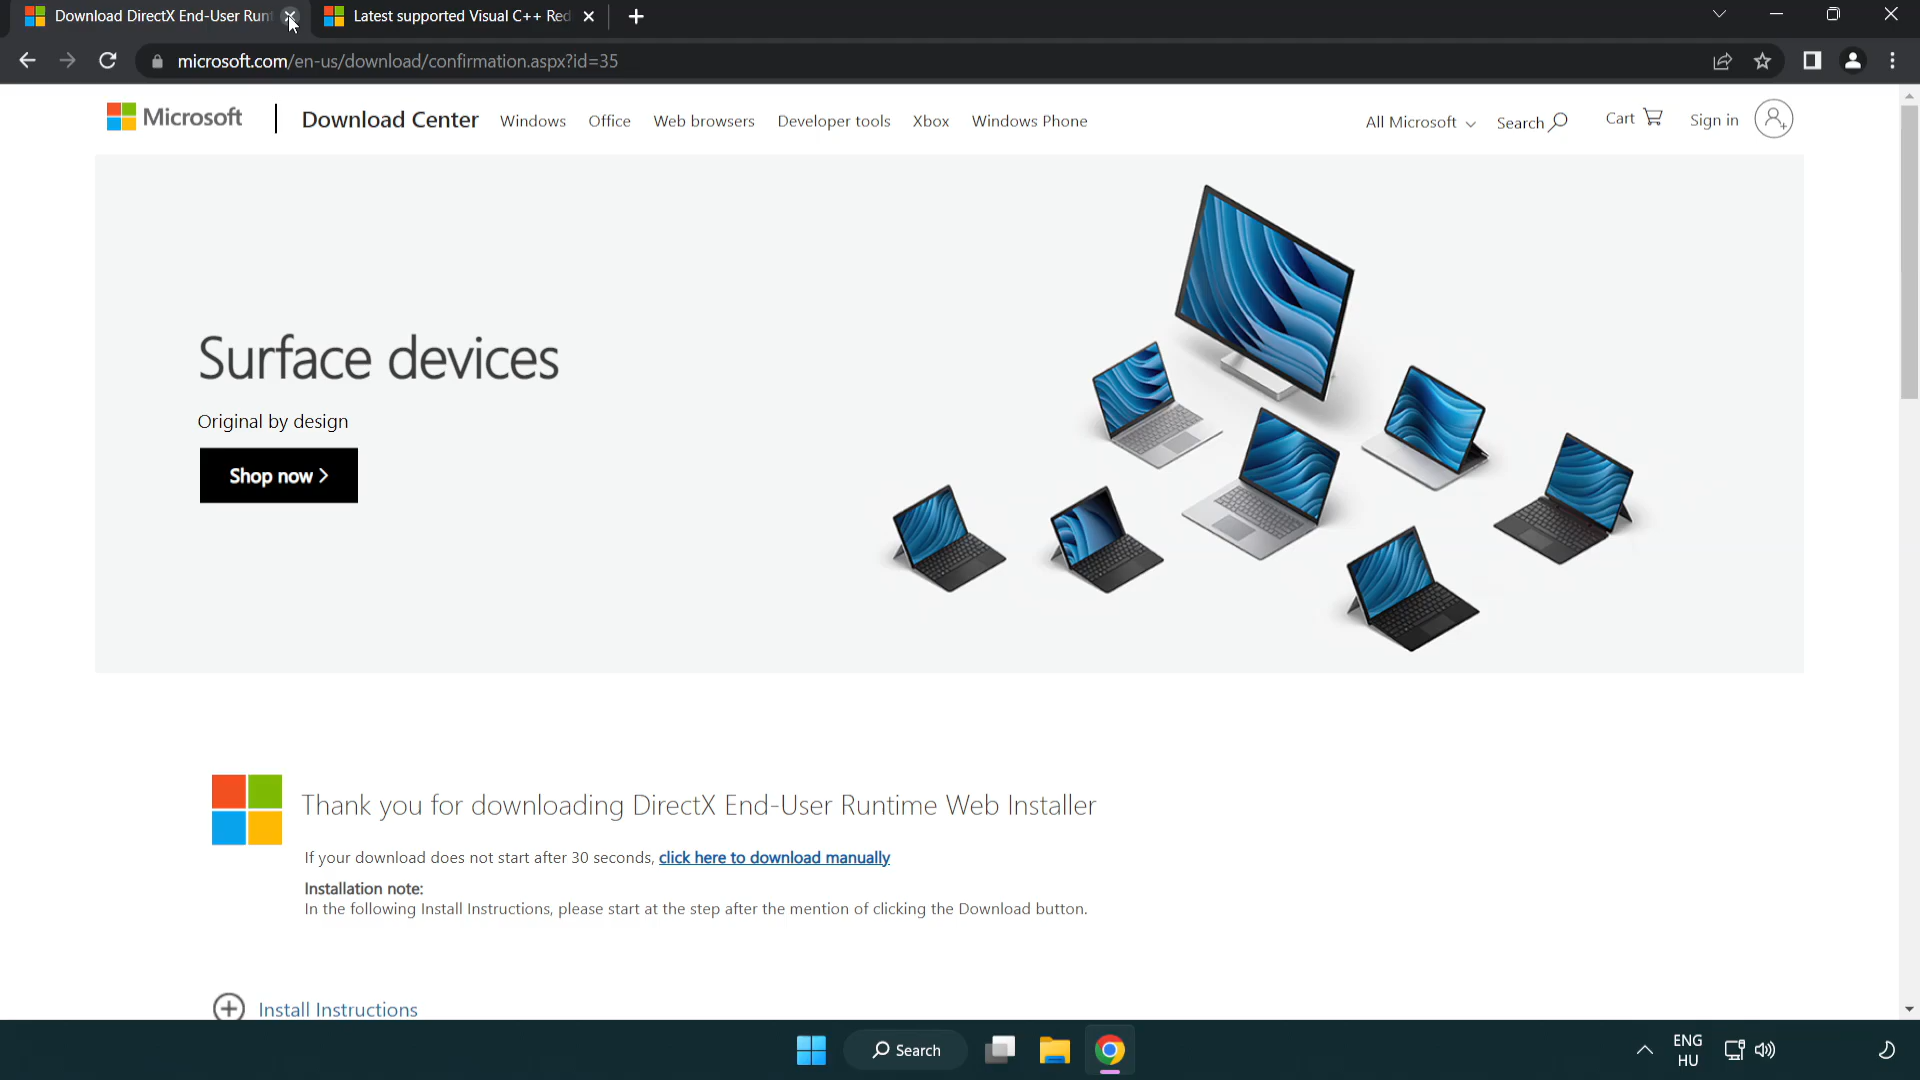 Download DirectX End-User Runt
Latest supported Visual C++ Red
microsoft.com/en-us/download/confirmation.aspx?id=35
Microsoft
Download Center
Windows
Office
Web browsers
Developer tools
Xbox
Windows Phone
All Microsoft
Search
Cart
Sign in
Surface devices
Original by design
Shop now
Thank you for downloading DirectX End-User Runtime Web Installer
If your download does not start after 30 seconds, click here to download manually
Installation note:
In the following Install Instructions, please start at the step after the mention of clicking the Download button.
Install Instructions
Search
ENG
HU